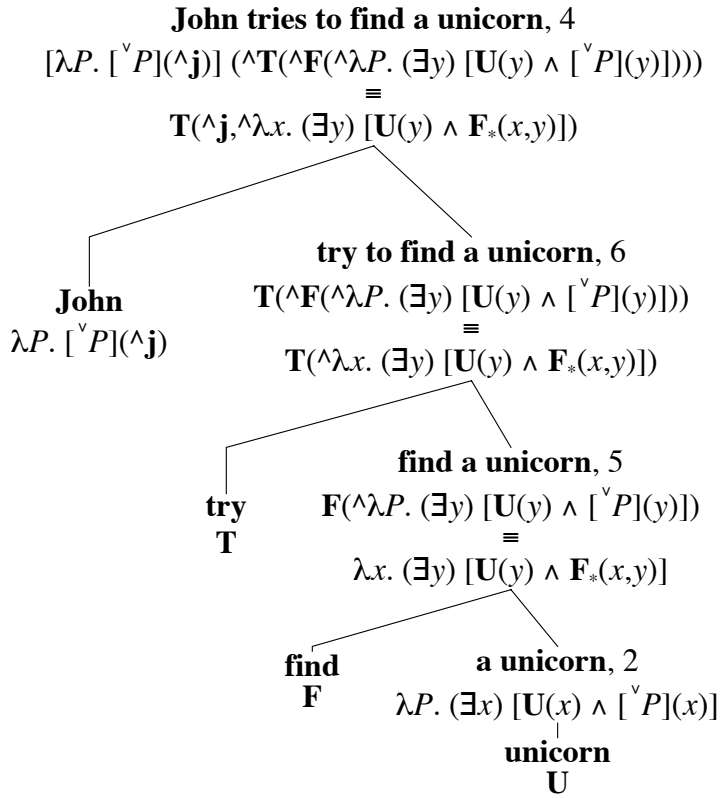 John tries to find a unicorn, 4
[λP. [ˇP](^j)] (^T(^F(^λP. (∃y) [U(y) ∧ [ˇP](y)])))
≡
T(^j,^λx. (∃y) [U(y) ∧ F*(x,y)])
try to find a unicorn, 6
John
T(^F(^λP. (∃y) [U(y) ∧ [ˇP](y)]))
λP. [ˇP](^j)
≡
T(^λx. (∃y) [U(y) ∧ F*(x,y)])
find a unicorn, 5
try
F(^λP. (∃y) [U(y) ∧ [ˇP](y)])
T
≡
λx. (∃y) [U(y) ∧ F*(x,y)]
find
a unicorn, 2
F
λP. (∃x) [U(x) ∧ [ˇP](x)]
unicorn
U